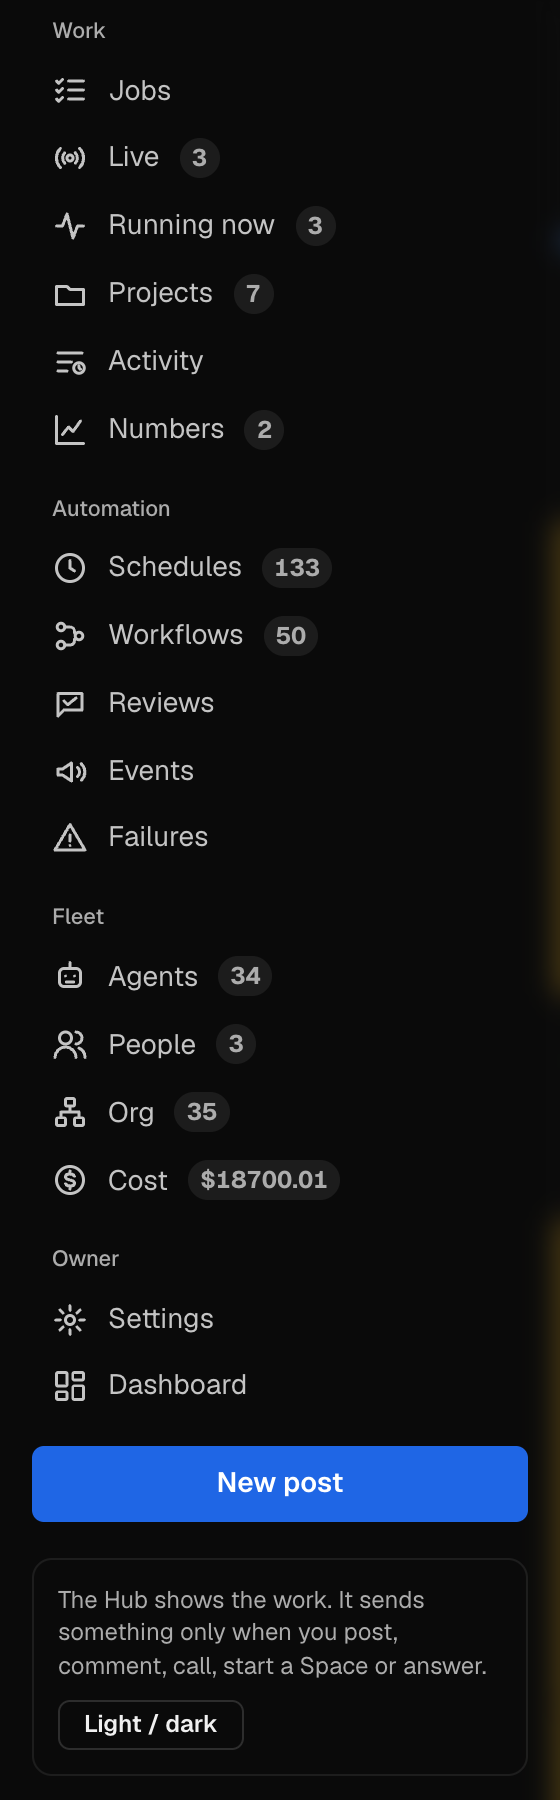 Work
Jobs
Live 3
Running now 3
Projects 7
Activity
Numbers 2
Automation
Schedules 133
Workflows 50
Reviews
Events
Failures
Fleet
Agents 34
People 3
Org 35
Cost $18700.01
Owner
Settings
Dashboard
New post
The Hub shows the work. It sends
something only when you post,
comment, call, start a Space or answer.
Light / dark